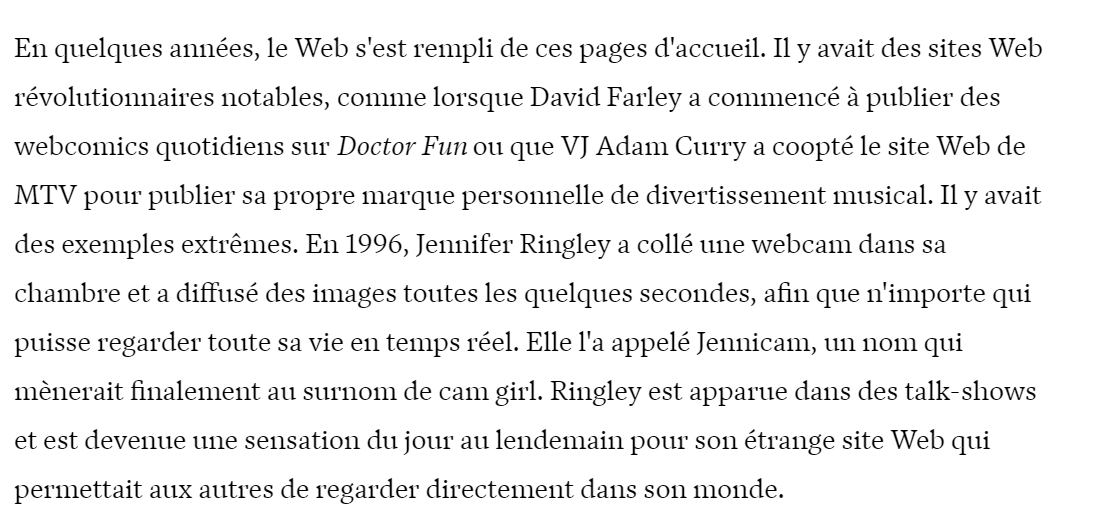 En quelques années, le Web s'est rempli de ces pages d'accueil. Il y avait des sites Web
révolutionnaires notables, comme lorsque David Farley a commencé à publier des
webcomics quotidiens sur Doctor Fun ou que VJ Adam Curry a coopté le site Web de
MTV pour publier sa propre marque personnelle de divertissement musical. Il y avait
des exemples extrêmes. En 1996, Jennifer Ringley a collé une webcam dans sa
chambre et a diffusé des images toutes les quelques secondes, afin que n'importe qui
puisse regarder toute sa vie en temps réel. Elle l'a appelé Jennicam, un nom qui
mènerait finalement au surnom de cam girl. Ringley est apparue dans des talk-shows
et est devenue une sensation du jour au lendemain pour son étrange site Web qui
permettait aux autres de regarder directement dans son monde.